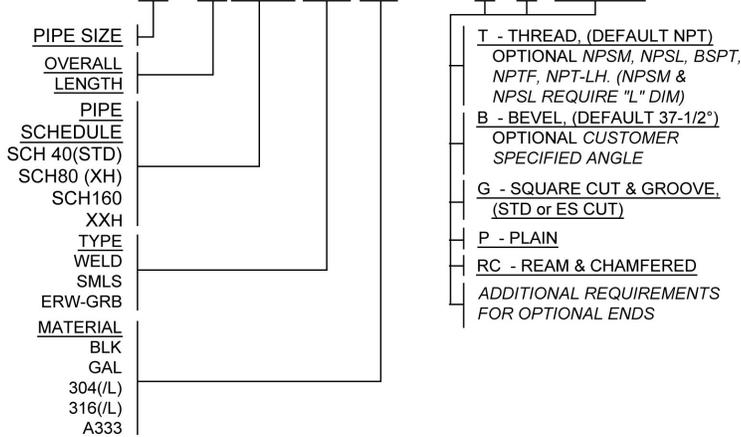 PIPE SIZE
OVERALL
LENGTH
PIPE
SCHEDULE
SCH 40(STD)
SCH80 (XH)
SCH160
XXH
TYPE
WELD
SMLS
ERW-GRB
MATERIAL
BLK
GAL
304(/L)
316(/L)
A333
T - THREAD, (DEFAULT NPT)
OPTIONAL NPSM, NPSL, BSPT,
NPTF, NPT-LH. (NPSM &
NPSL REQUIRE "L" DIM)
B - BEVEL, (DEFAULT 37-1/2°)
OPTIONAL CUSTOMER
SPECIFIED ANGLE
G - SQUARE CUT & GROOVE,
(STD or ES CUT)
P - PLAIN
RC - REAM & CHAMFERED
ADDITIONAL REQUIREMENTS
FOR OPTIONAL ENDS